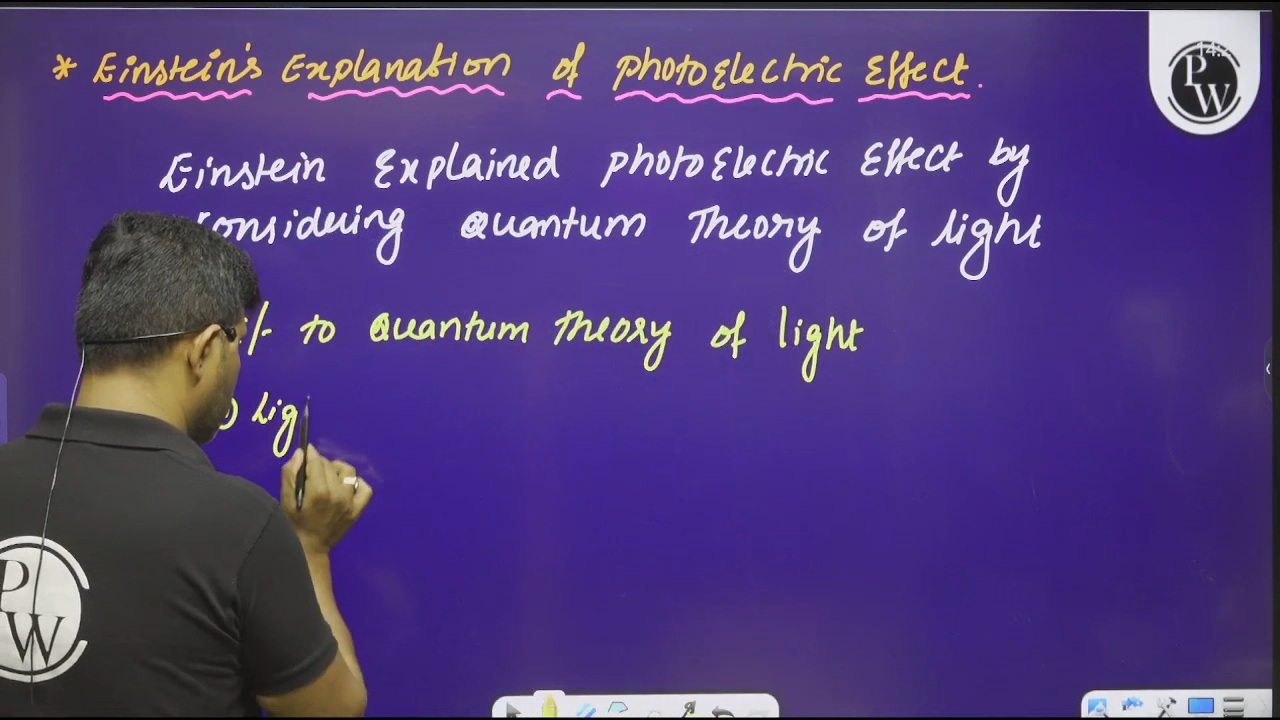 * Einstein's Explanation of PhotoElectric Effect.
PW
Einstein Explained PhotoElectric Effect by
Considering Quantum Theory of light
/- to Quantum Theory of light
) Lig
PW